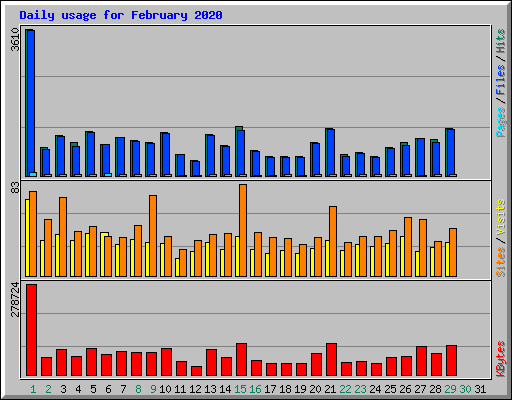 Daily usage for February 2020
3610
Pages / Files / Hits
83
Sites / Visits
278724
KBytes
1 2 3 4 5 6 7 8 9 10 11 12 13 14 15 16 17 18 19 20 21 22 23 24 25 26 27 28 29 30 31